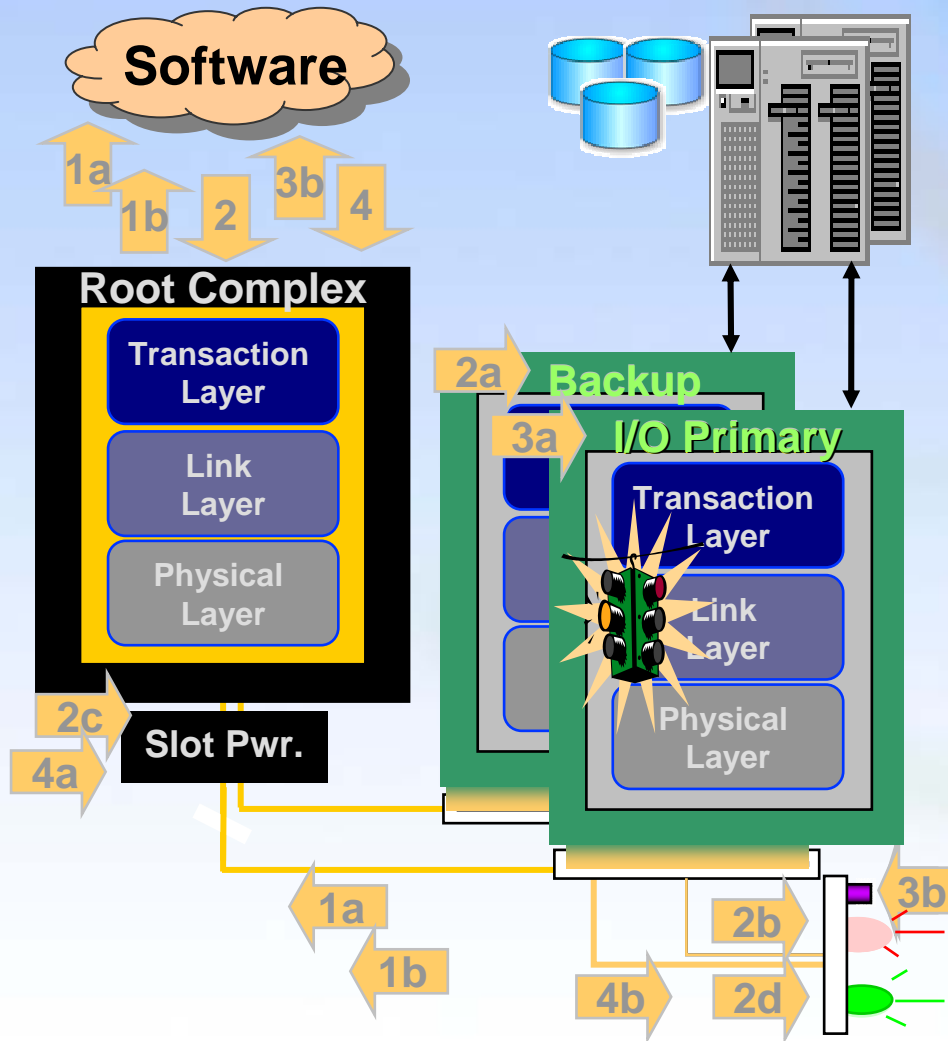 Software
1a
1b
2
3b
4
Root Complex
Transaction
Layer
Link
Layer
Physical
Layer
2a
Backup
3a
I/O Primary
Transaction
Layer
Link
Layer
Physical
Layer
2c
Slot Pwr.
4a
1a
1b
2b
3b
4b
2d